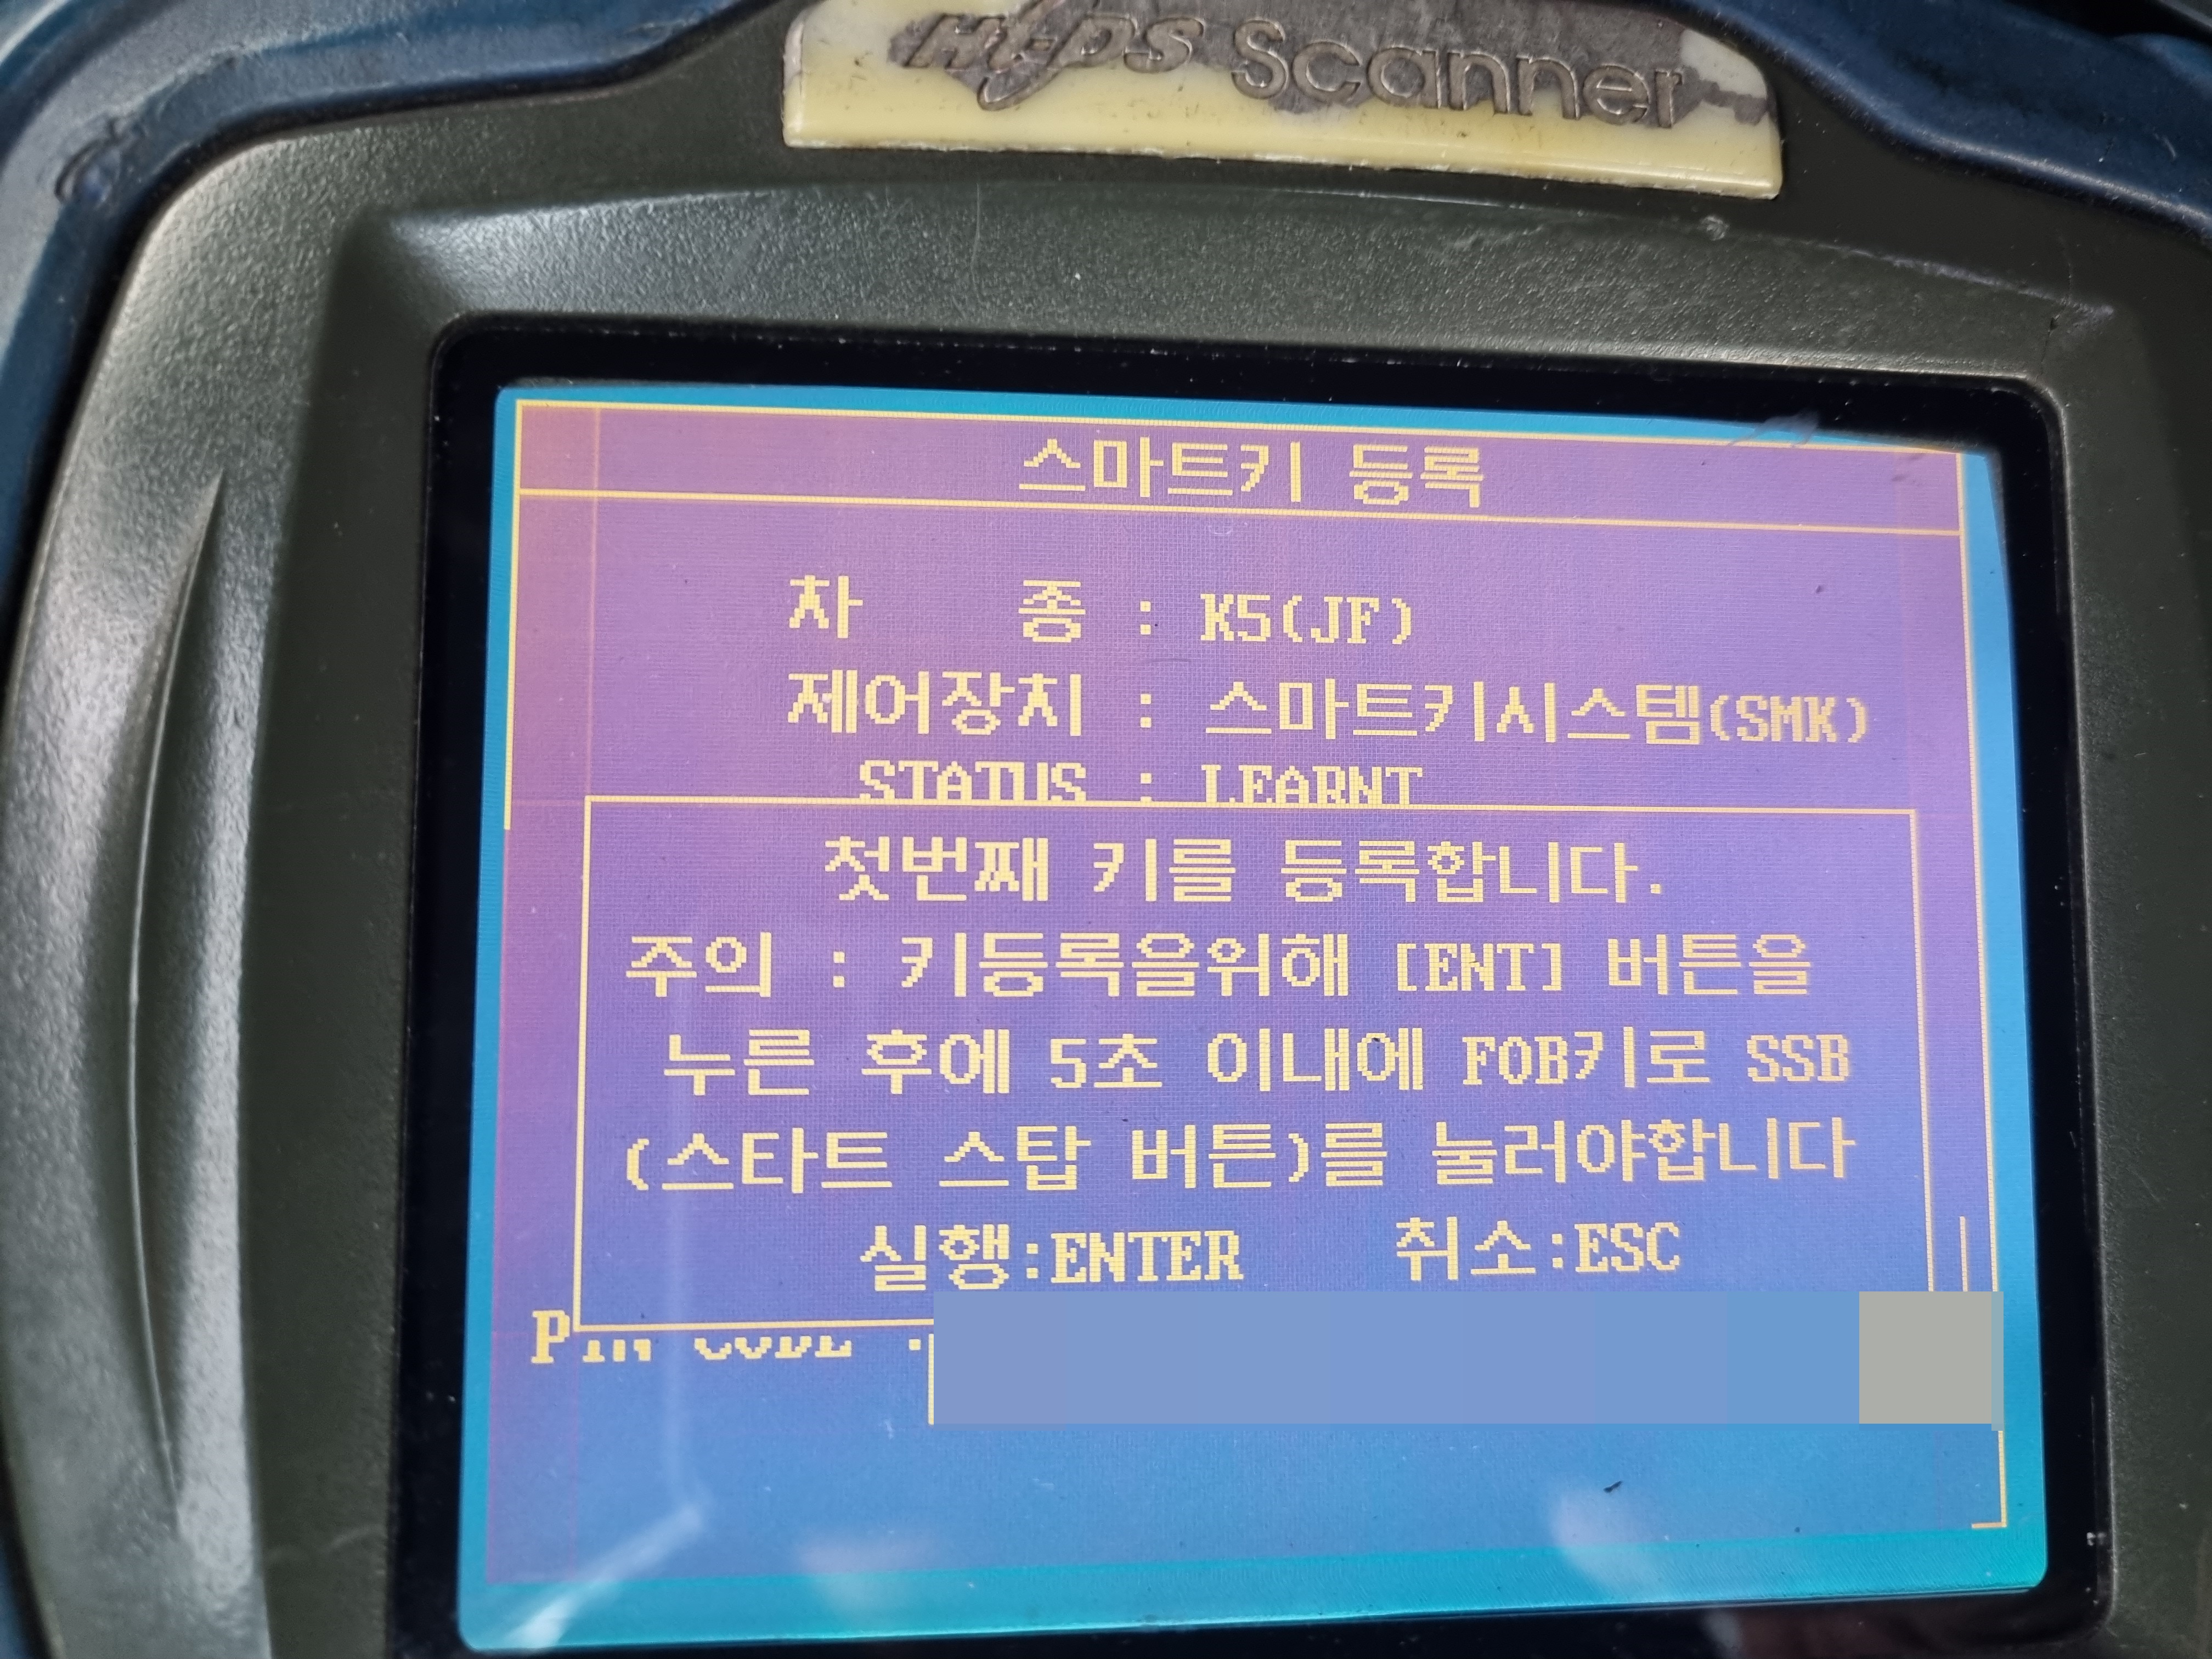 Hi-DS Scanner
스마트키 등록
차 종 : K5(JF)
제어장치 : 스마트키시스템(SMK)
STATUS : LEARNT
첫번째 키를 등록합니다.
주의 : 키등록을위해 [ENT] 버튼을
누른 후에 5초 이내에 FOB키로 SSB
(스타트 스탑 버튼)를 눌러야합니다
실행:ENTER 취소:ESC